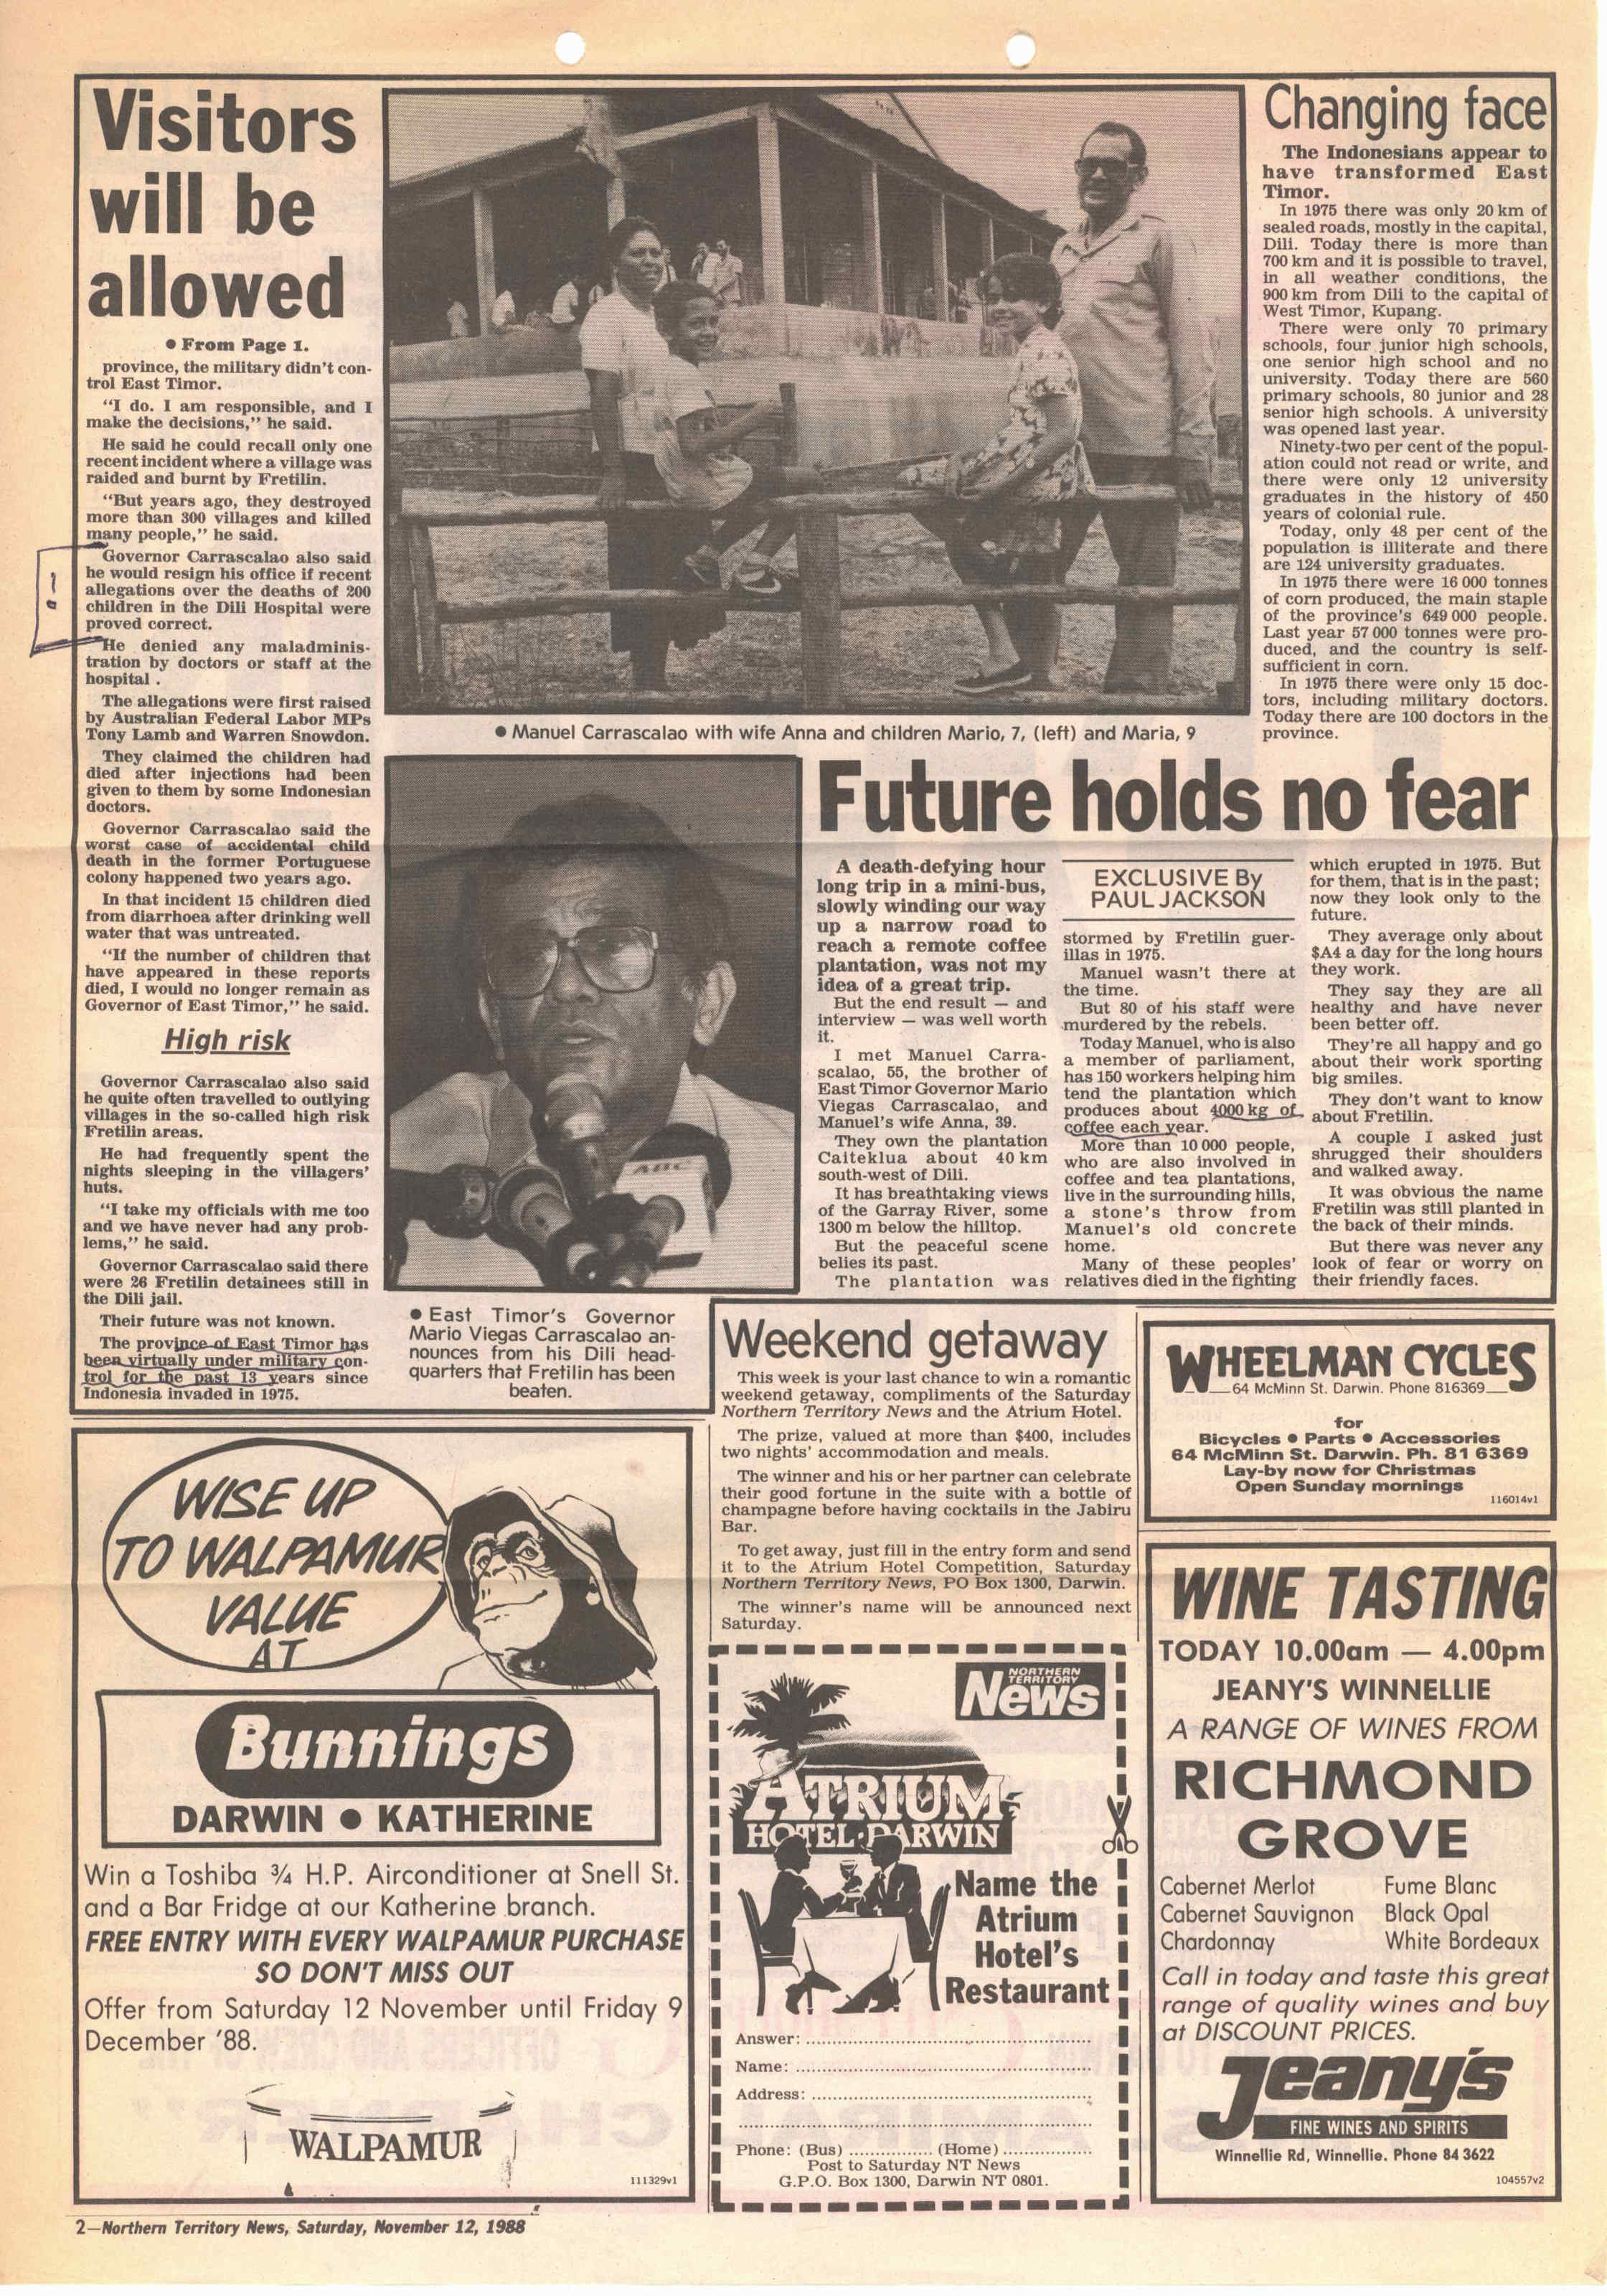 Visitors
will be
allowed
● From Page 1.
province, the military didn't con-
trol East Timor.
"I do. I am responsible, and I
make the decisions," he said.
He said he could recall only one
recent incident where a village was
raided and burnt by Fretilin.
"But years ago, they destroyed
more than 300 villages and killed
many people," he said.
Governor Carrascalao also said
he would resign his office if recent
allegations over the deaths of 200
children in the Dili Hospital were
proved correct.
He denied any maladminis-
tration by doctors or staff at the
hospital .
The allegations were first raised
by Australian Federal Labor MPs
Tony Lamb and Warren Snowdon.
They claimed the children had
died after injections had been
given to them by some Indonesian
doctors.
Governor Carrascalao said the
worst case of accidental child
death in the former Portuguese
colony happened two years ago.
In that incident 15 children died
from diarrhoea after drinking well
water that was untreated.
"If the number of children that
have appeared in these reports
died, I would no longer remain as
Governor of East Timor," he said.
High risk
Governor Carrascalao also said
he quite often travelled to outlying
villages in the so-called high risk
Fretilin areas.
He had frequently spent the
nights sleeping in the villagers'
huts.
"I take my officials with me too
and we have never had any prob-
lems," he said.
Governor Carrascalao said there
were 26 Fretilin detainees still in
the Dili jail.
Their future was not known.
The province of East Timor has
been virtually under military con-
trol for the past 13 years since
Indonesia invaded in 1975.
!
● Manuel Carrascalao with wife Anna and children Mario, 7, (left) and Maria, 9
Changing face
The Indonesians appear to
have transformed East
Timor.
In 1975 there was only 20 km of
sealed roads, mostly in the capital,
Dili. Today there is more than
700 km and it is possible to travel,
in all weather conditions, the
900 km from Dili to the capital of
West Timor, Kupang.
There were only 70 primary
schools, four junior high schools,
one senior high school and no
university. Today there are 560
primary schools, 80 junior and 28
senior high schools. A university
was opened last year.
Ninety-two per cent of the popul-
ation could not read or write, and
there were only 12 university
graduates in the history of 450
years of colonial rule.
Today, only 48 per cent of the
population is illiterate and there
are 124 university graduates.
In 1975 there were 16 000 tonnes
of corn produced, the main staple
of the province's 649 000 people.
Last year 57 000 tonnes were pro-
duced, and the country is self-
sufficient in corn.
In 1975 there were only 15 doc-
tors, including military doctors.
Today there are 100 doctors in the
province.
ABC
● East Timor's Governor
Mario Viegas Carrascalao an-
nounces from his Dili head-
quarters that Fretilin has been
beaten.
Future holds no fear
A death-defying hour
long trip in a mini-bus,
slowly winding our way
up a narrow road to
reach a remote coffee
plantation, was not my
idea of a great trip.
But the end result — and
interview — was well worth
it.
I met Manuel Carra-
scalao, 55, the brother of
East Timor Governor Mario
Viegas Carrascalao, and
Manuel's wife Anna, 39.
They own the plantation
Caiteklua about 40 km
south-west of Dili.
It has breathtaking views
of the Garray River, some
1300 m below the hilltop.
But the peaceful scene
belies its past.
The plantation was
EXCLUSIVE By
PAUL JACKSON
stormed by Fretilin guer-
illas in 1975.
Manuel wasn't there at
the time.
But 80 of his staff were
murdered by the rebels.
Today Manuel, who is also
a member of parliament,
has 150 workers helping him
tend the plantation which
produces about 4000 kg of
coffee each year.
More than 10 000 people,
who are also involved in
coffee and tea plantations,
live in the surrounding hills,
a stone's throw from
Manuel's old concrete
home.
Many of these peoples'
relatives died in the fighting
which erupted in 1975. But
for them, that is in the past;
now they look only to the
future.
They average only about
$A4 a day for the long hours
they work.
They say they are all
healthy and have never
been better off.
They're all happy and go
about their work sporting
big smiles.
They don't want to know
about Fretilin.
A couple I asked just
shrugged their shoulders
and walked away.
It was obvious the name
Fretilin was still planted in
the back of their minds.
But there was never any
look of fear or worry on
their friendly faces.
Weekend getaway
This week is your last chance to win a romantic
weekend getaway, compliments of the Saturday
Northern Territory News and the Atrium Hotel.
The prize, valued at more than $400, includes
two nights' accommodation and meals.
The winner and his or her partner can celebrate
their good fortune in the suite with a bottle of
champagne before having cocktails in the Jabiru
Bar.
To get away, just fill in the entry form and send
it to the Atrium Hotel Competition, Saturday
Northern Territory News, PO Box 1300, Darwin.
The winner's name will be announced next
Saturday.
NORTHERN
TERRITORY
News
ATRIUM
HOTEL·DARWIN
Name the
Atrium
Hotel's
Restaurant
Answer:
Name:
Address:
Phone: (Bus) (Home)
Post to Saturday NT News
G.P.O. Box 1300, Darwin NT 0801.
WHEELMAN CYCLES
64 McMinn St. Darwin. Phone 816369
for
Bicycles ● Parts ● Accessories
64 McMinn St. Darwin. Ph. 81 6369
Lay-by now for Christmas
Open Sunday mornings
116014v1
WINE TASTING
TODAY 10.00am — 4.00pm
JEANY'S WINNELLIE
A RANGE OF WINES FROM
RICHMOND
GROVE
Cabernet Merlot Fume Blanc
Cabernet Sauvignon Black Opal
Chardonnay White Bordeaux
Call in today and taste this great
range of quality wines and buy
at DISCOUNT PRICES.
Jeany's
FINE WINES AND SPIRITS
Winnellie Rd, Winnellie. Phone 84 3622
104557v2
WISE UP
TO WALPAMUR
VALUE
AT
Bunnings
DARWIN ● KATHERINE
Win a Toshiba ¾ H.P. Airconditioner at Snell St.
and a Bar Fridge at our Katherine branch.
FREE ENTRY WITH EVERY WALPAMUR PURCHASE
SO DON'T MISS OUT
Offer from Saturday 12 November until Friday 9
December '88.
WALPAMUR
111329v1
2—Northern Territory News, Saturday, November 12, 1988